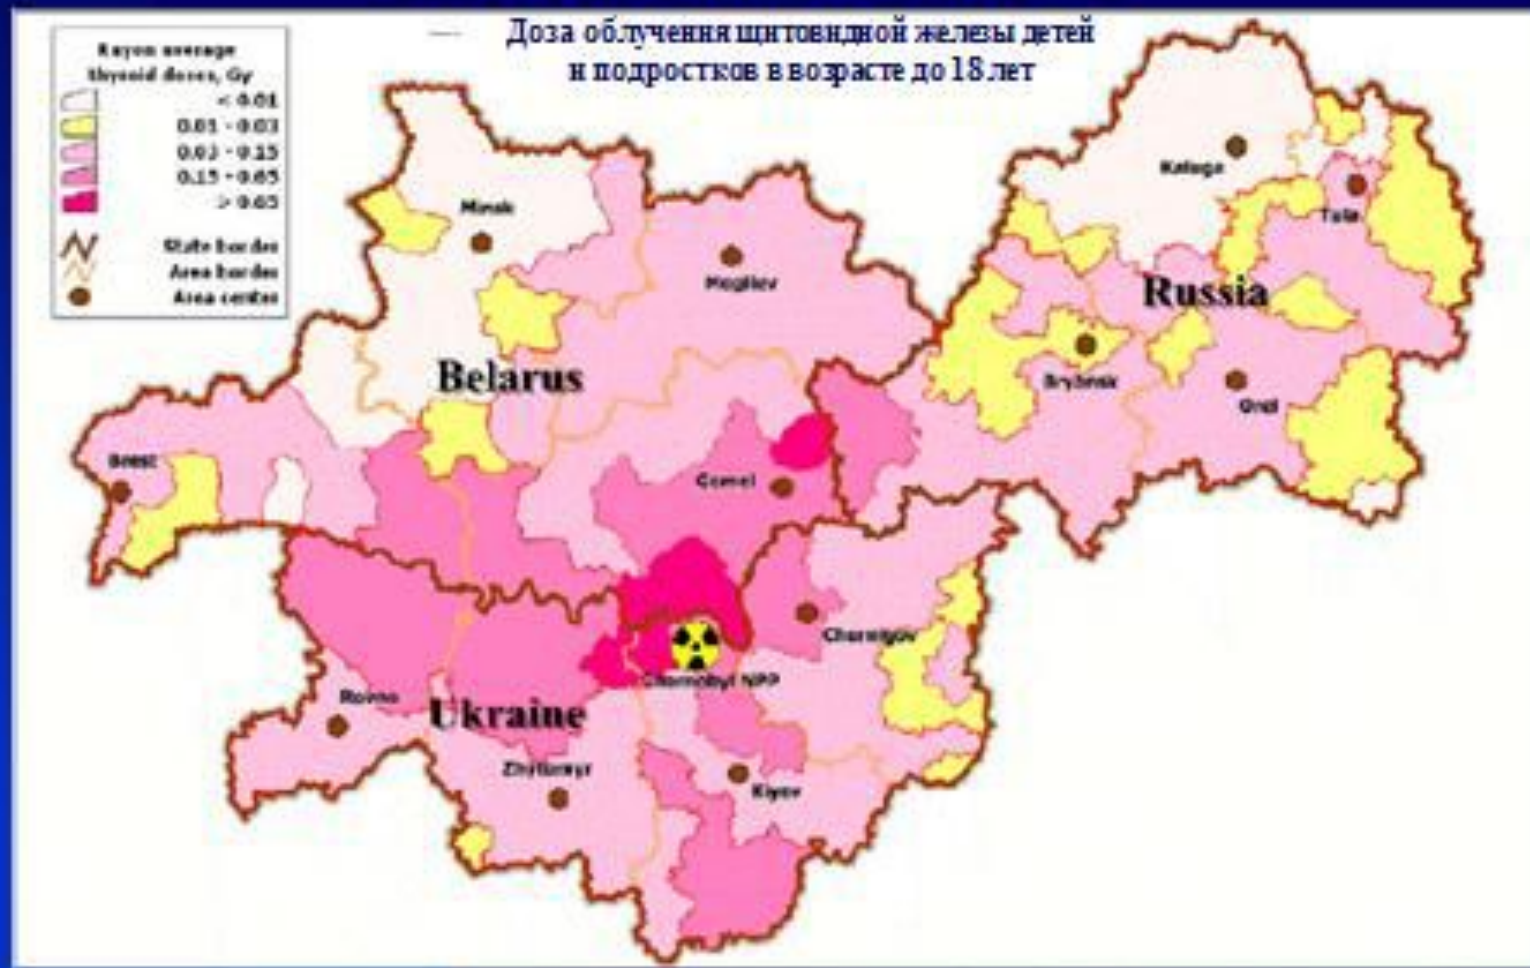 Доза облучения щитовидной железы детей
и подростков в возрасте до 18 лет
Rayon average
thyroid doses, Gy
< 0.01
0.01 - 0.03
0.03 - 0.15
0.15 - 0.65
> 0.65
State border
Area border
Area center
Kaluga
Tula
Minsk
Mogilev
Russia
Belarus
Bryansk
Orel
Brest
Gomel
Chernigov
Chornobyl NPP
Rovno
Ukraine
Zhytomyr
Kiyev